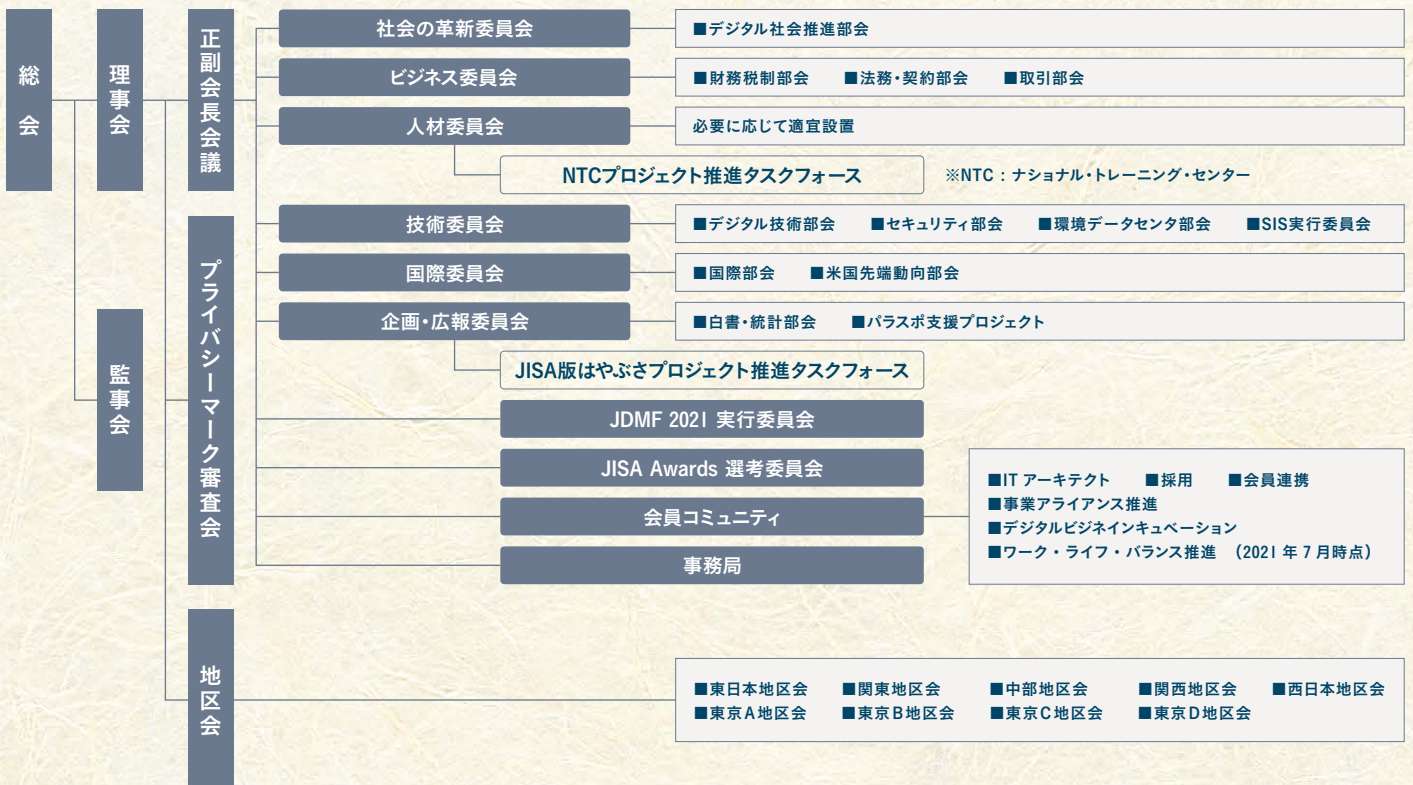 総会
理事会
監事会
正副会長会議
プライバシーマーク審査会
地区会
社会の革新委員会
■デジタル社会推進部会
ビジネス委員会
■財務税制部会 ■法務・契約部会 ■取引部会
人材委員会
必要に応じて適宜設置
NTCプロジェクト推進タスクフォース
※NTC：ナショナル・トレーニング・センター
技術委員会
■デジタル技術部会 ■セキュリティ部会 ■環境データセンタ部会 ■SIS実行委員会
国際委員会
■国際部会 ■米国先端動向部会
企画・広報委員会
■白書・統計部会 ■パラスポ支援プロジェクト
JISA版はやぶさプロジェクト推進タスクフォース
JDMF 2021 実行委員会
JISA Awards 選考委員会
会員コミュニティ
■IT アーキテクト ■採用 ■会員連携
■事業アライアンス推進
■デジタルビジネインキュベーション
■ワーク・ライフ・バランス推進 （2021 年 7 月時点）
事務局
■東日本地区会 ■関東地区会 ■中部地区会 ■関西地区会 ■西日本地区会
■東京A地区会 ■東京B地区会 ■東京C地区会 ■東京D地区会